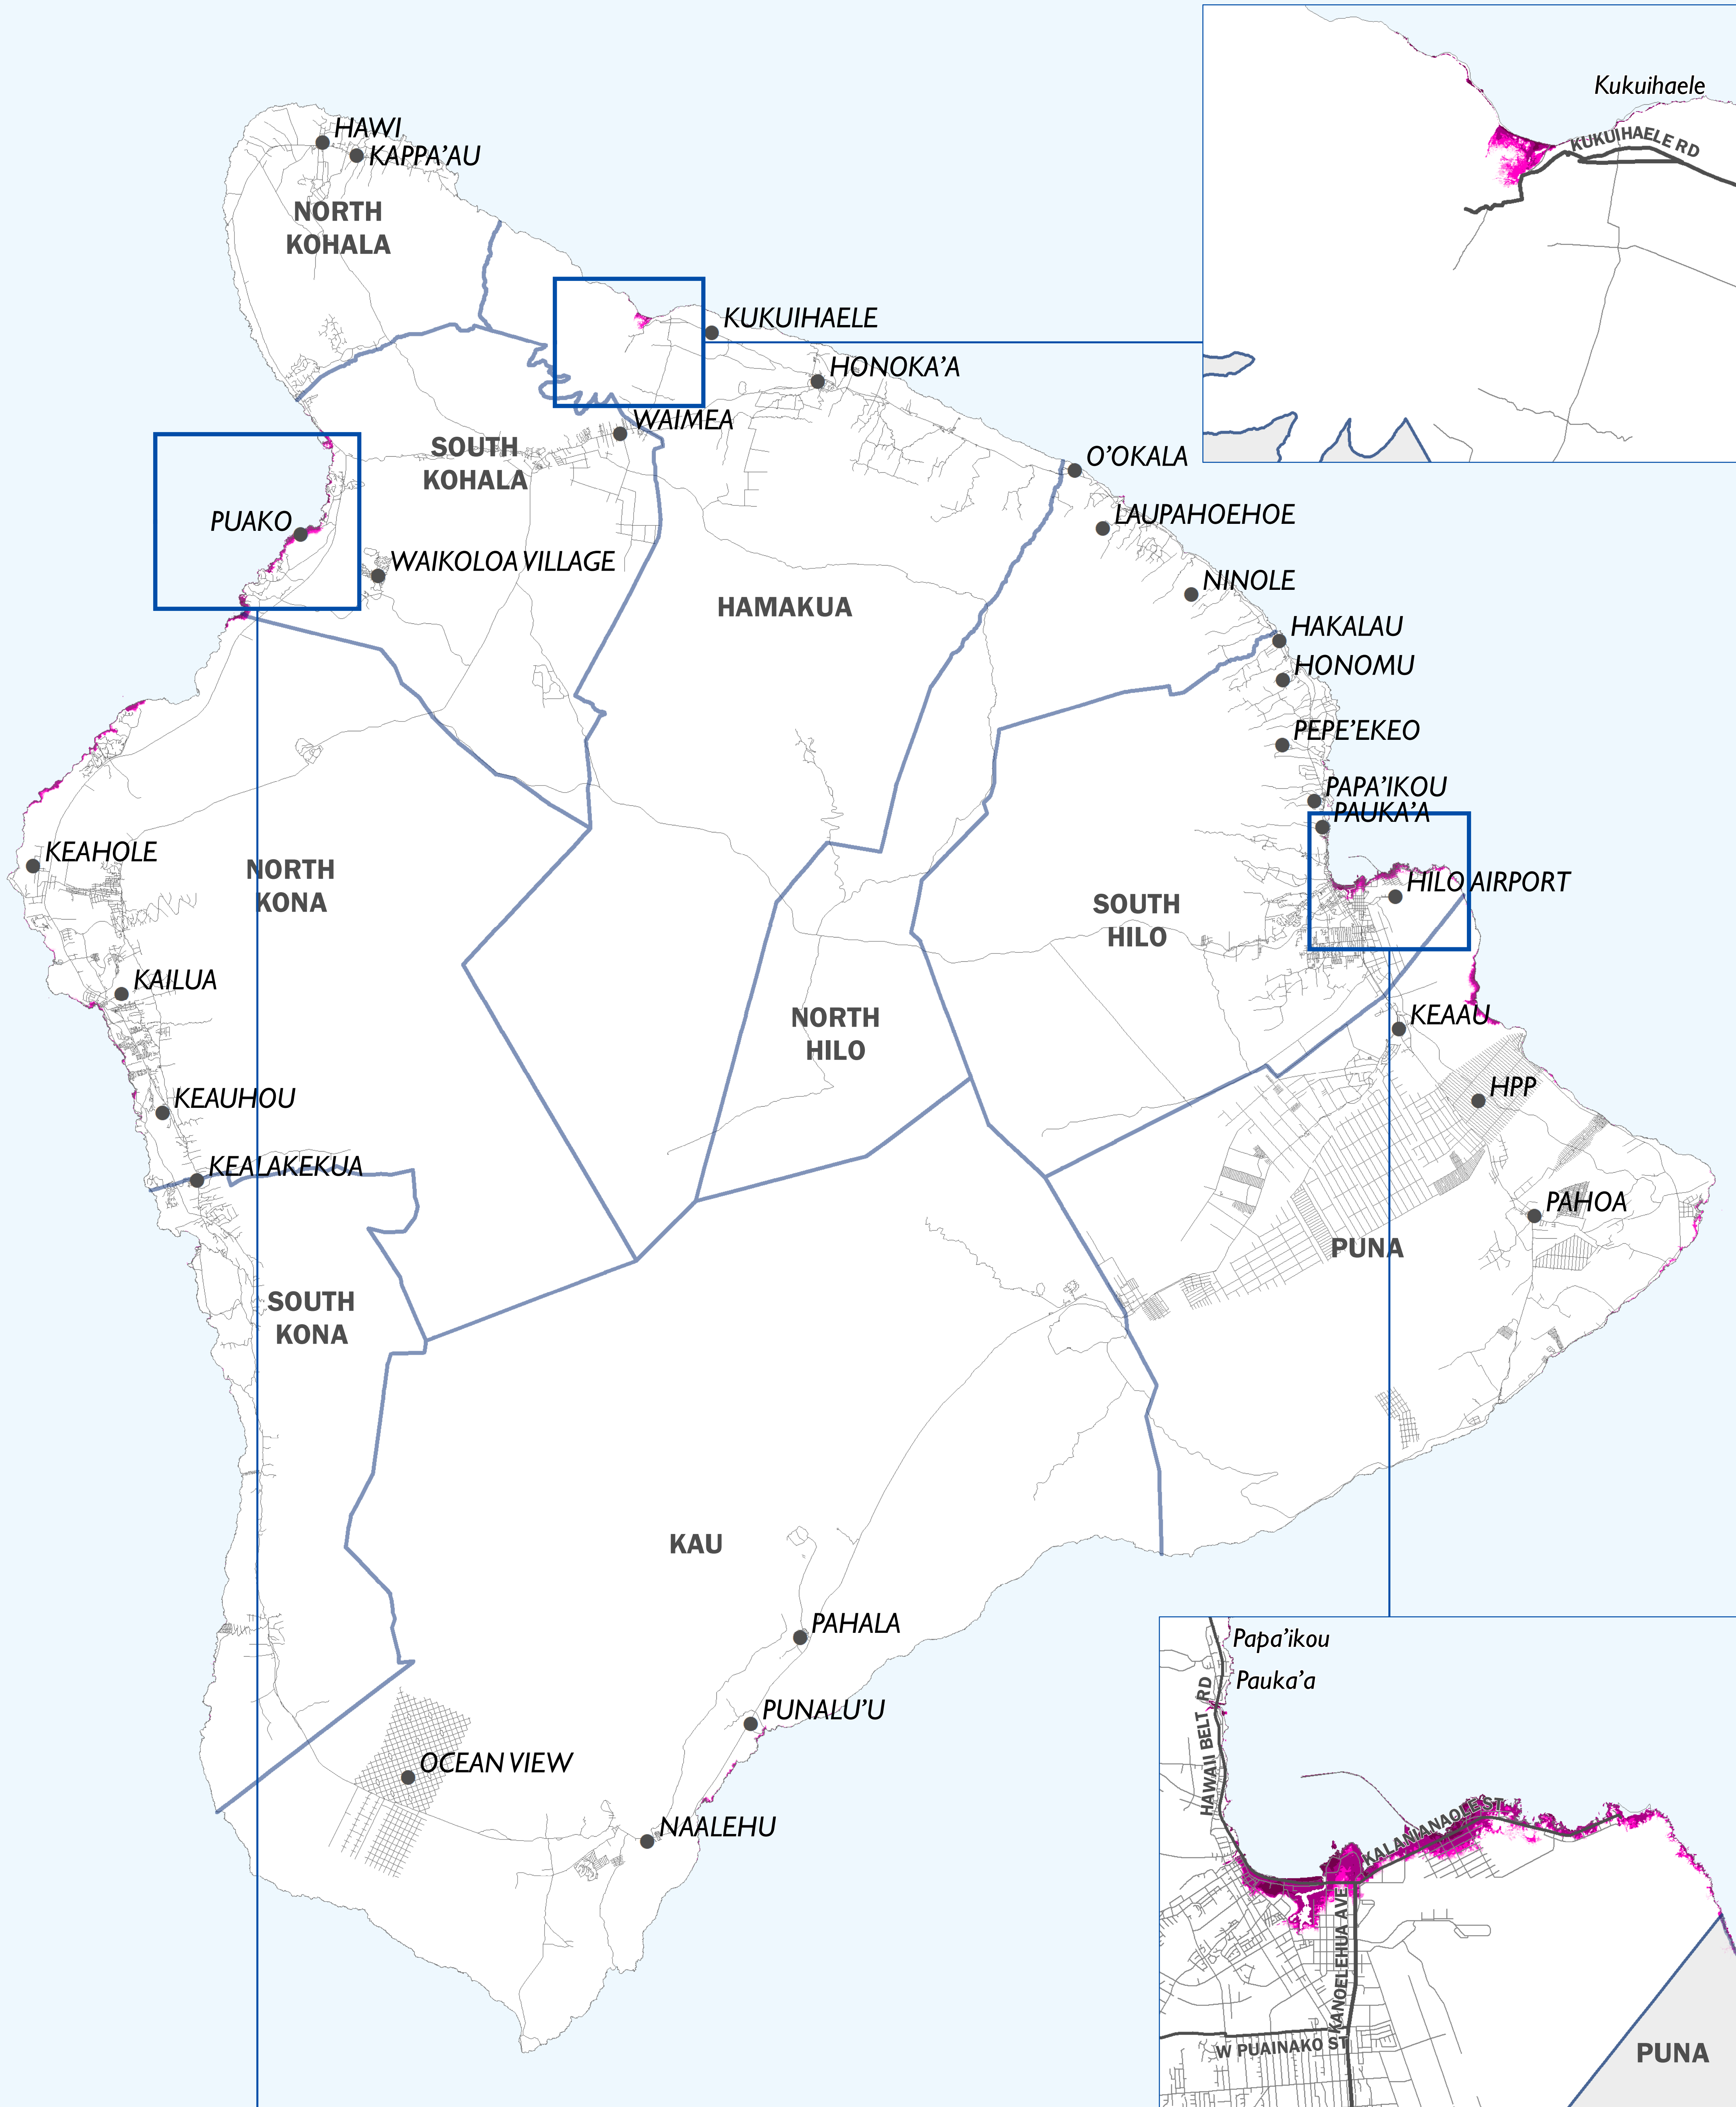 Kukuihaele
KUKUIHAELE RD
HAWI
KAPPA'AU
NORTH
KOHALA
KUKUIHAELE
HONOKA'A
WAIMEA
SOUTH
KOHALA
O'OKALA
LAUPAHOEHOE
PUAKO
WAIKOLOA VILLAGE
NINOLE
HAMAKUA
HAKALAU
HONOMU
PEPE'EKEO
PAPA'IKOU
PAUKA'A
KEAHOLE
NORTH
KONA
HILO AIRPORT
SOUTH
HILO
KAILUA
NORTH
HILO
KEAAU
HPP
KEAUHOU
KEALAKEKUA
PAHOA
PUNA
SOUTH
KONA
KAU
PAHALA
PUNALU'U
OCEAN VIEW
NAALEHU
Papa'ikou
Pauka'a
HAWAII BELT RD
KALANIANAOLE ST
KANOELEHUA AVE
W PUAINAKO ST
PUNA